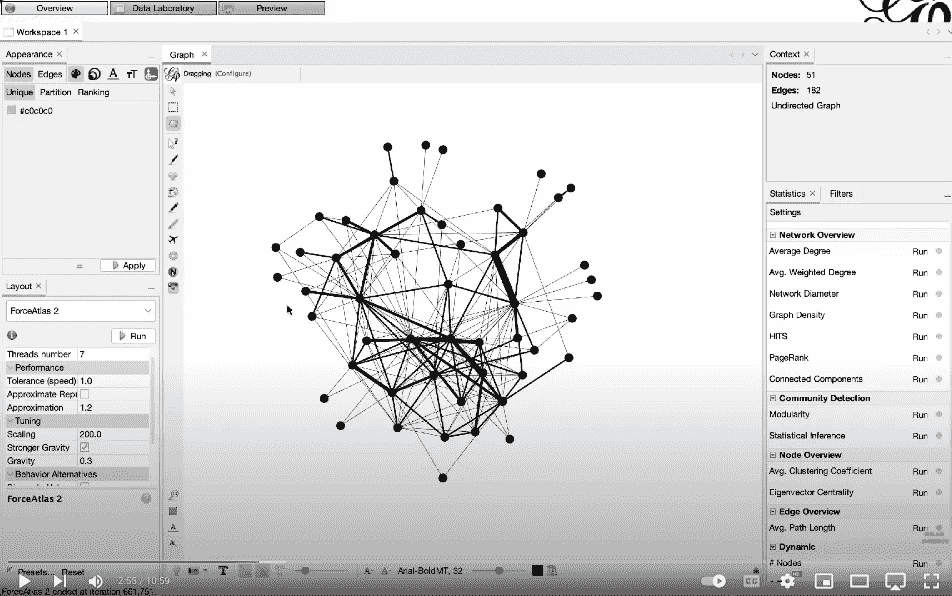 Overview Data Laboratory Preview
Workspace 1
Appearance
Nodes Edges
Unique Partition Ranking
#c0c0c0
Apply
Layout
ForceAtlas 2
Run
Threads number 7
Performance
Tolerance (speed) 1.0
Approximate Repu
Approximation 1.2
Tuning
Scaling 200.0
Stronger Gravity
Gravity 0.3
Behavior Alternatives
ForceAtlas 2
Presets... Reset
ForceAtlas 2 ended at iteration
Graph
Dragging (Configure)
Arial-BoldMT, 32
Context
Nodes: 51
Edges: 182
Undirected Graph
Statistics Filters
Settings
Network Overview
Average Degree Run
Avg. Weighted Degree Run
Network Diameter Run
Graph Density Run
HITS Run
PageRank Run
Connected Components Run
Community Detection
Modularity Run
Statistical Inference Run
Node Overview
Avg. Clustering Coefficient Run
Eigenvector Centrality Run
Edge Overview
Avg. Path Length Run
Dynamic
# Nodes Run
2:55 / 10:59
CC